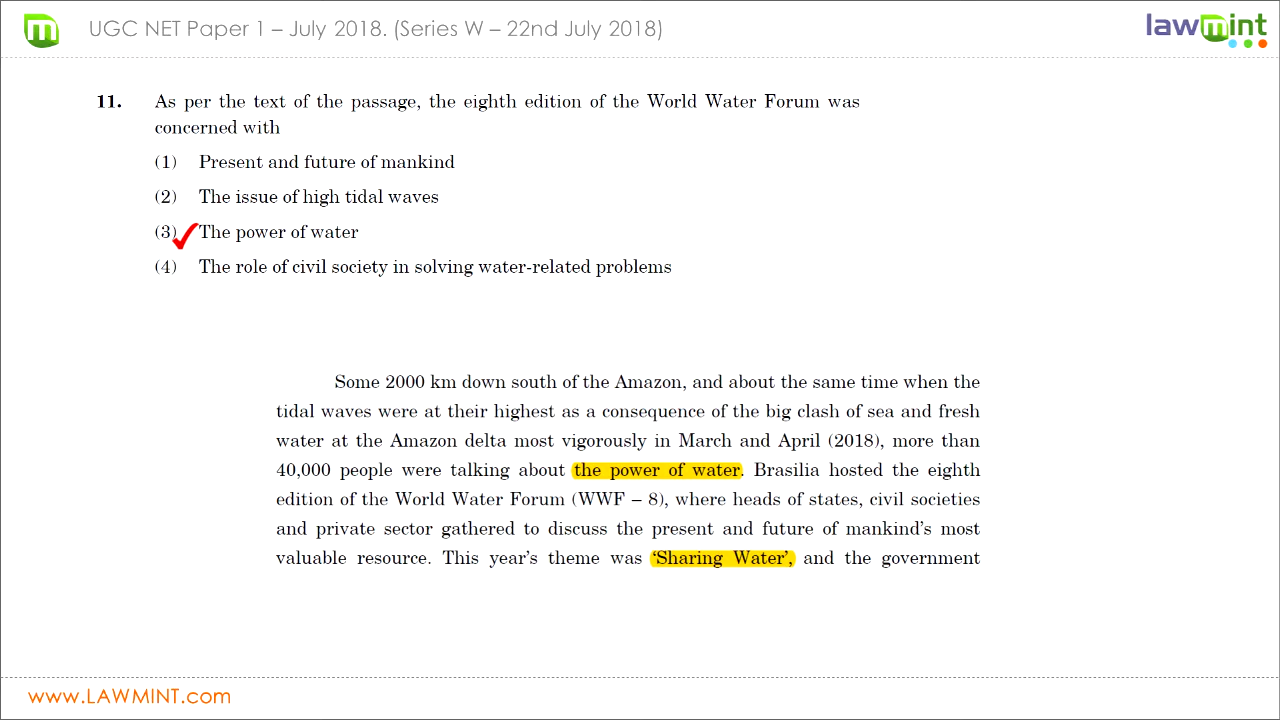 UGC NET Paper 1 – July 2018. (Series W – 22nd July 2018)
lawmint
11. As per the text of the passage, the eighth edition of the World Water Forum was
concerned with
(1) Present and future of mankind
(2) The issue of high tidal waves
(3) The power of water
(4) The role of civil society in solving water-related problems
Some 2000 km down south of the Amazon, and about the same time when the
tidal waves were at their highest as a consequence of the big clash of sea and fresh
water at the Amazon delta most vigorously in March and April (2018), more than
40,000 people were talking about the power of water. Brasilia hosted the eighth
edition of the World Water Forum (WWF – 8), where heads of states, civil societies
and private sector gathered to discuss the present and future of mankind’s most
valuable resource. This year’s theme was ‘Sharing Water’, and the government
www.LAWMINT.com